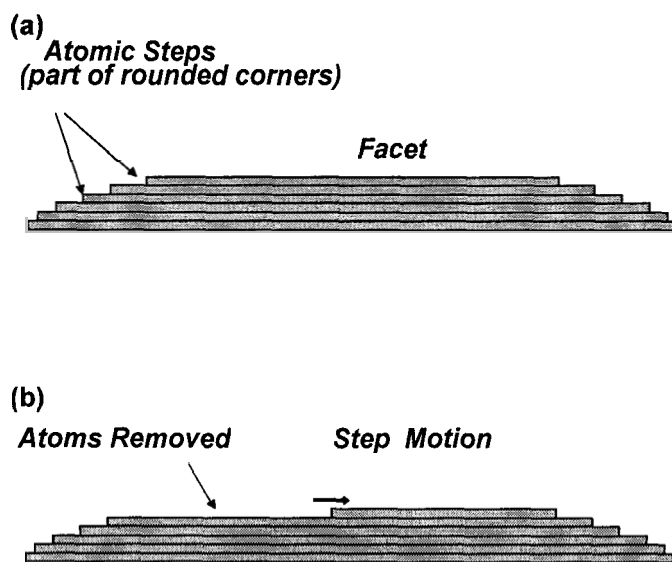 (a)
Atomic Steps
(part of rounded corners)
Facet
(b)
Atoms Removed
Step Motion